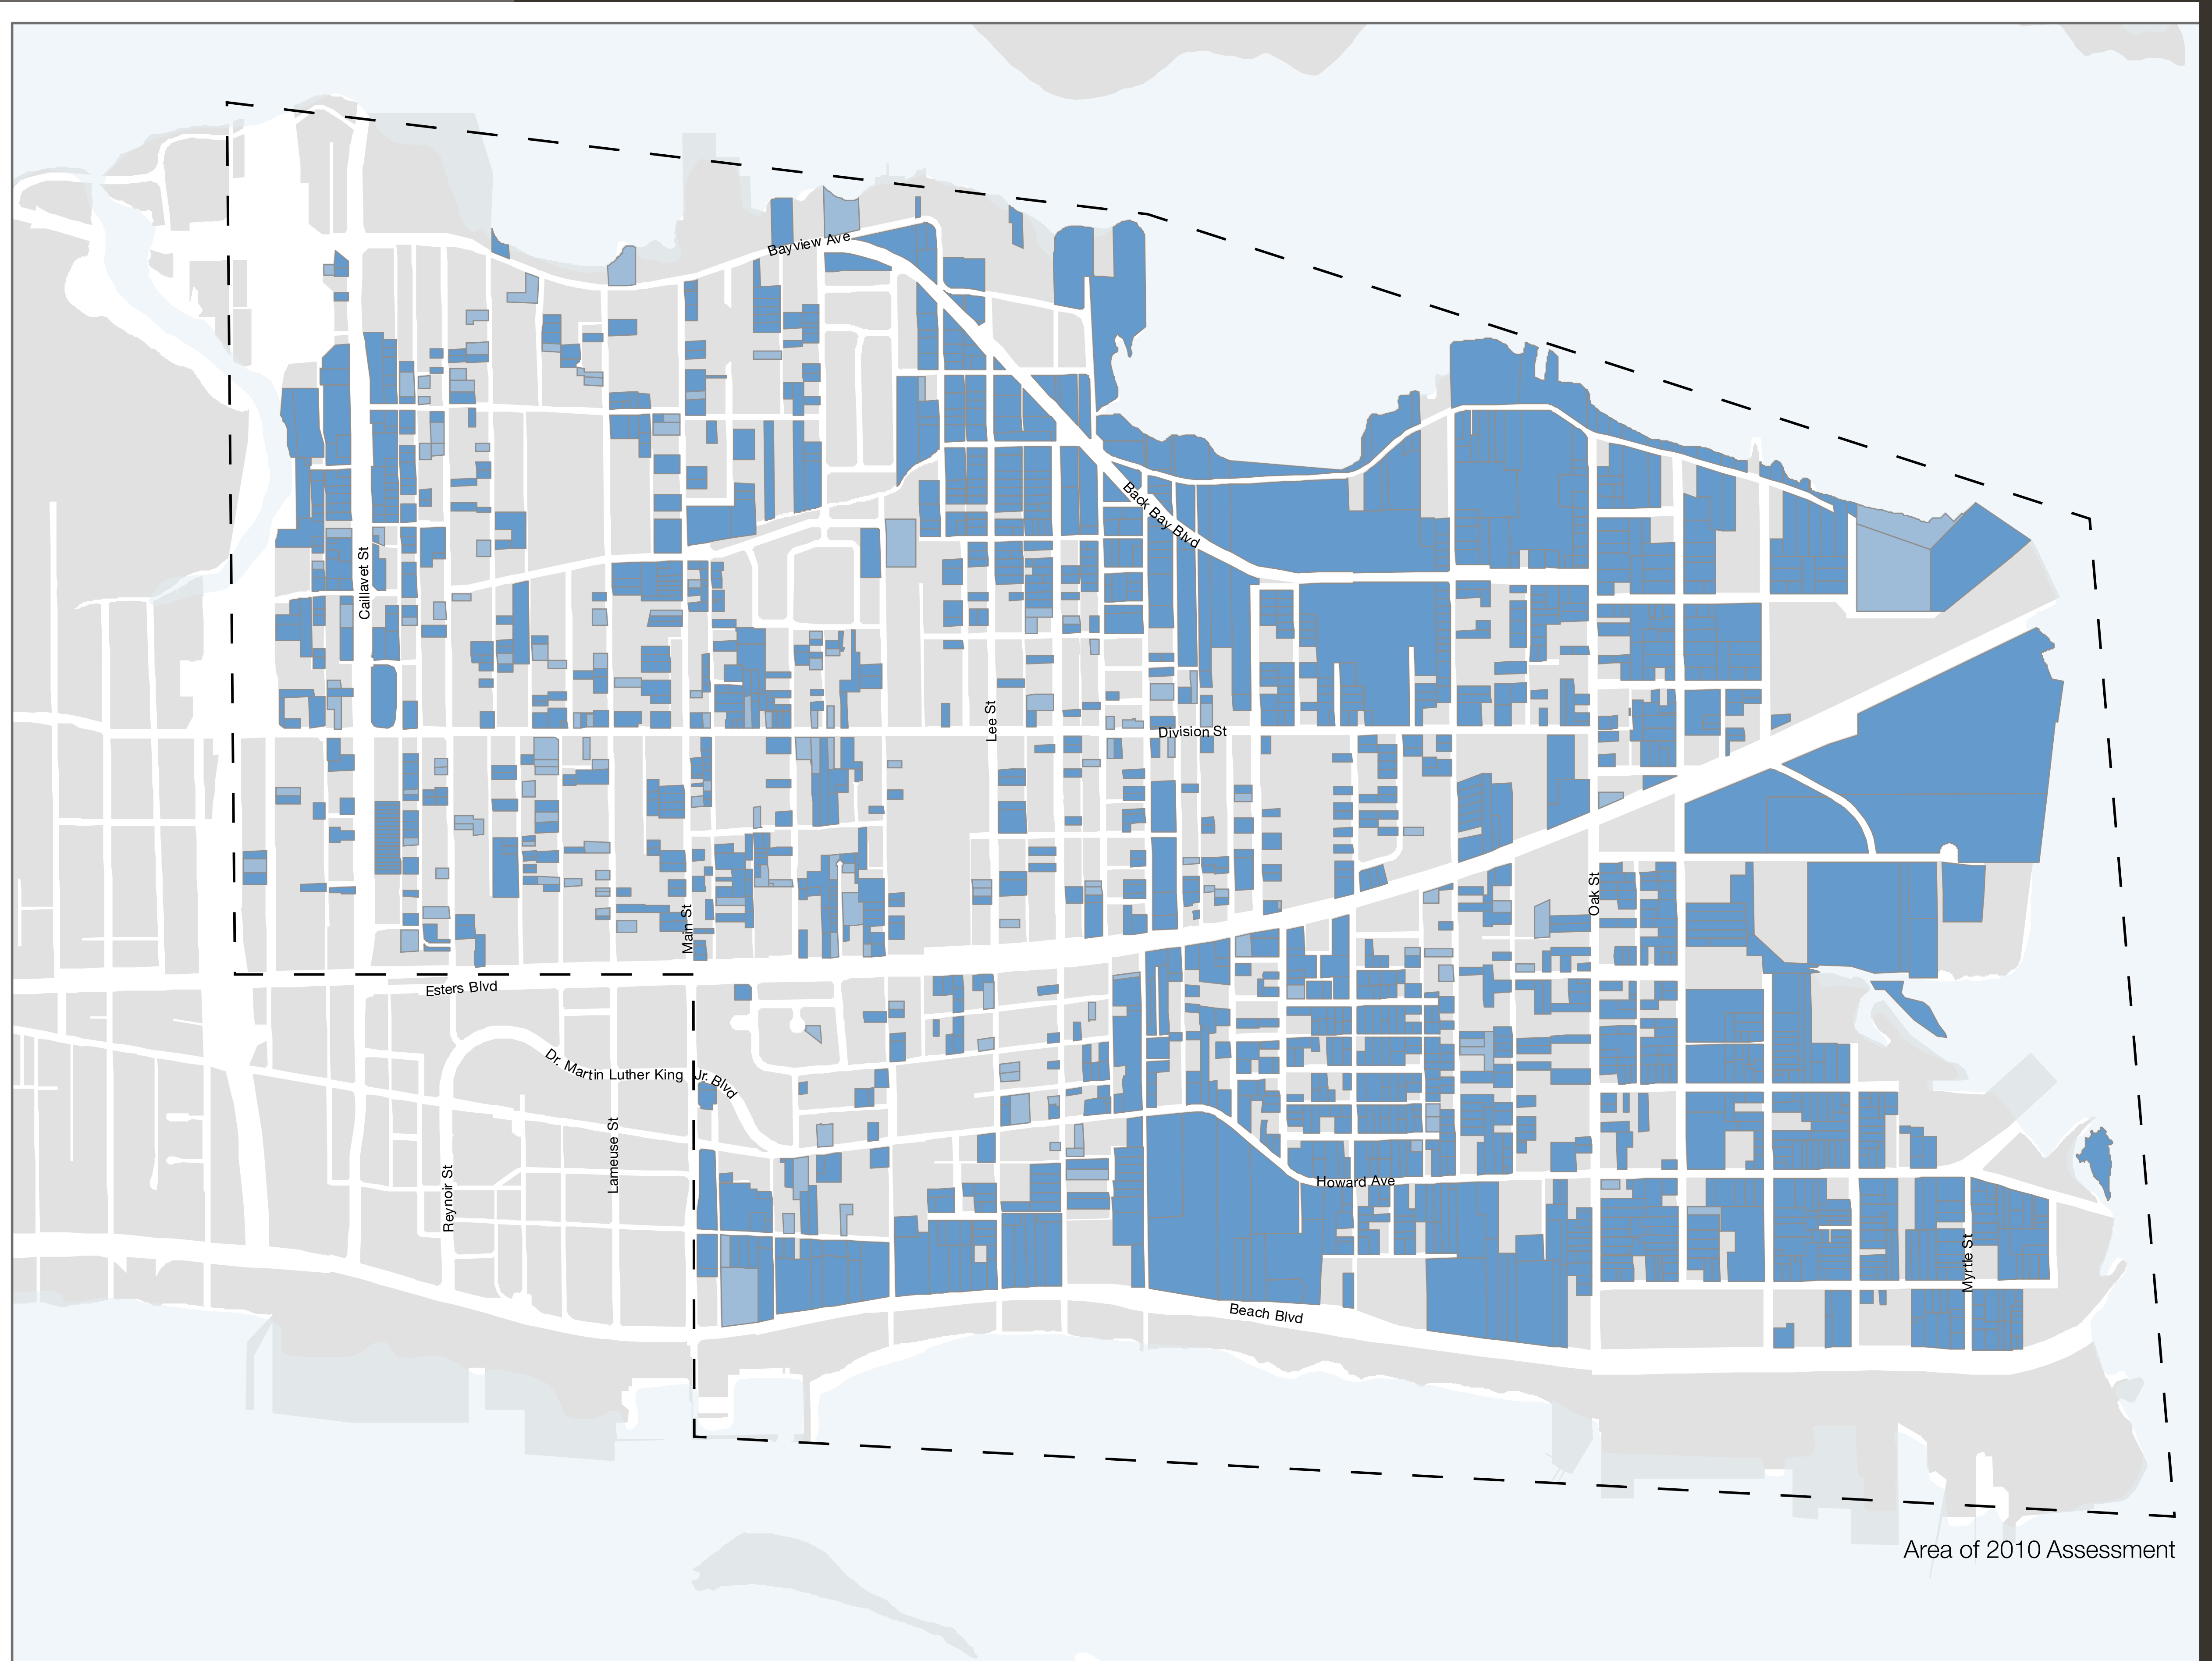 Bayview Ave
Back Bay Blvd
Caillavet St
Lee St
Division St
Oak St
Main St
Esters Blvd
Dr. Martin Luther King Jr. Blvd
Lameuse St
Reynoir St
Howard Ave
Myrtle St
Beach Blvd
Area of 2010 Assessment